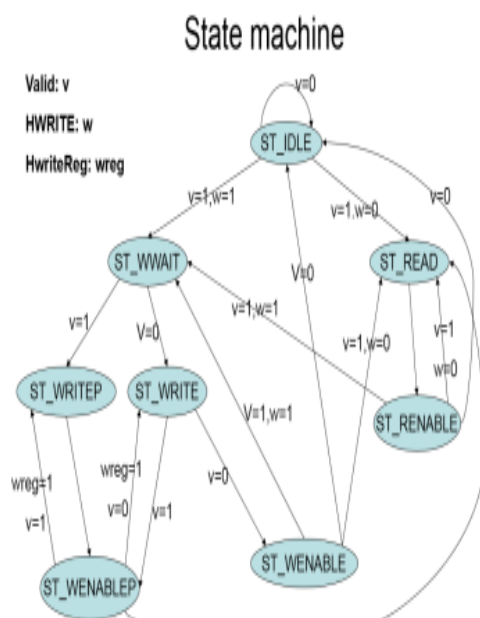 State machine
Valid: v
HWRITE: w
HwriteReg: wreg
v=0
ST_IDLE
v=1,w=1
v=1,w=0
v=0
ST_WWAIT
ST_READ
V=0
v=1
V=0
v=1,w=1
v=1,w=0
v=1
w=0
ST_WRITEP
ST_WRITE
ST_RENABLE
V=1,w=1
wreg=1
v=0
wreg=1
v=1
v=0
v=1
ST_WENABLE
ST_WENABLEP